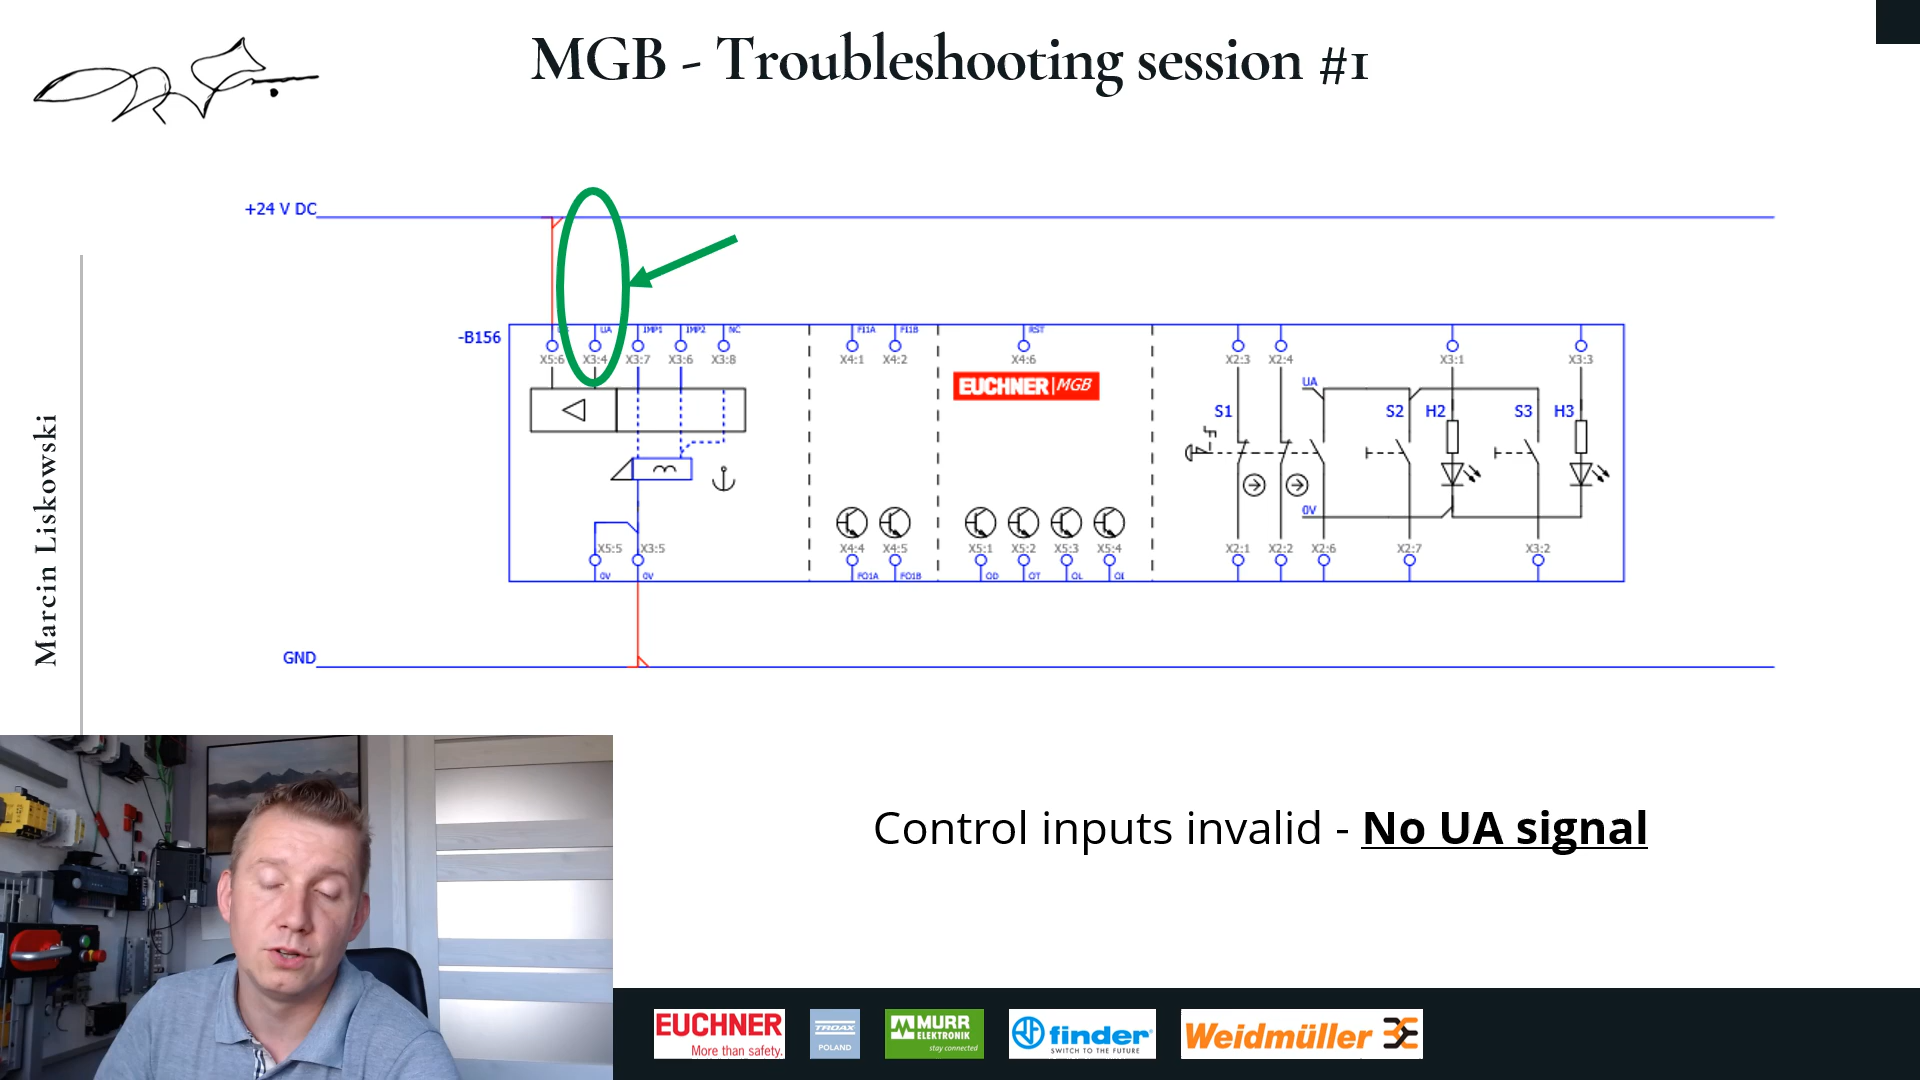 MGB - Troubleshooting session #1
Marcin Liskowski
+24 V DC
-B156
UA IMP1 IMP2 NC FI1A FI1B RST
X5:6 X3:4 X3:7 X3:6 X3:8 X4:1 X4:2 X4:6 X2:3 X2:4 X3:1 X3:3
EUCHNER MGB
UA
S1 S2 H2 S3 H3
0V
X5:5 X3:5 X4:4 X4:5 X5:1 X5:2 X5:3 X5:4 X2:1 X2:2 X2:6 X2:7 X3:2
0V 0V FO1A FO1B OD OT OL OI
GND
Control inputs invalid - No UA signal
EUCHNER
More than safety.
TROAX
POLAND
MURR
ELEKTRONIK
stay connected
finder
SWITCH TO THE FUTURE
Weidmüller